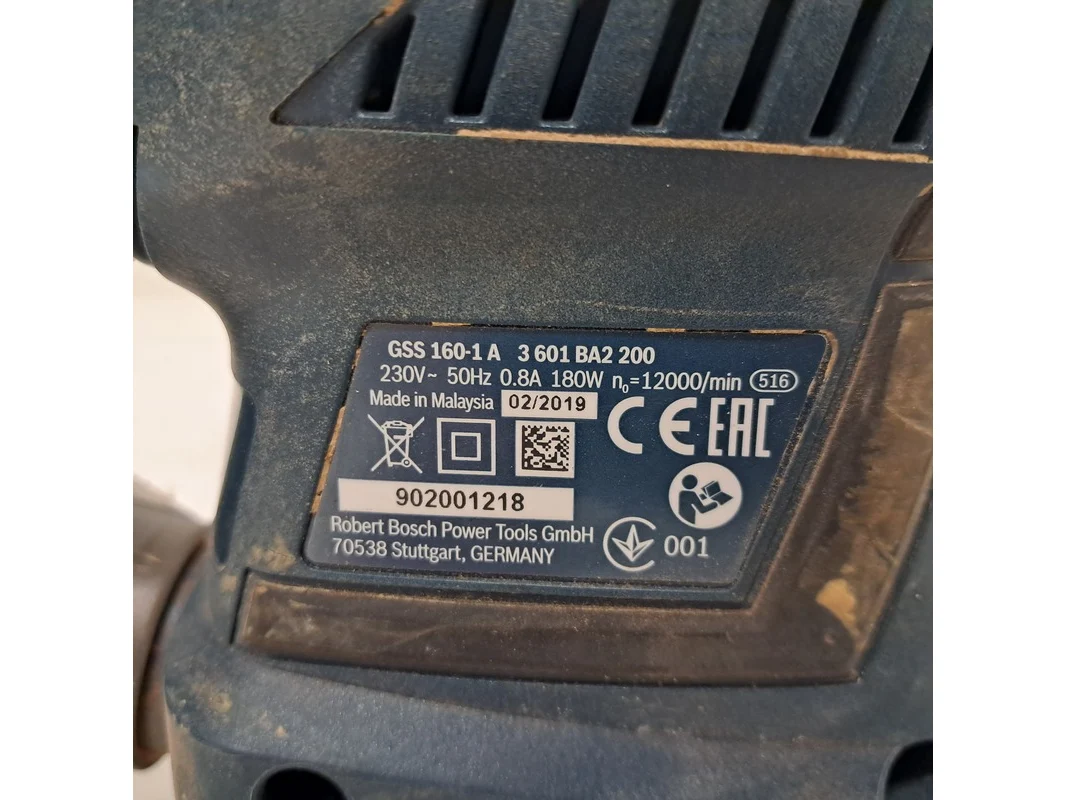 GSS 160-1 A 3 601 BA2 200
230V~ 50Hz 0.8A 180W n₀=12000/min 516
Made in Malaysia 02/2019
CE EAC
902001218
Robert Bosch Power Tools GmbH
70538 Stuttgart, GERMANY
001